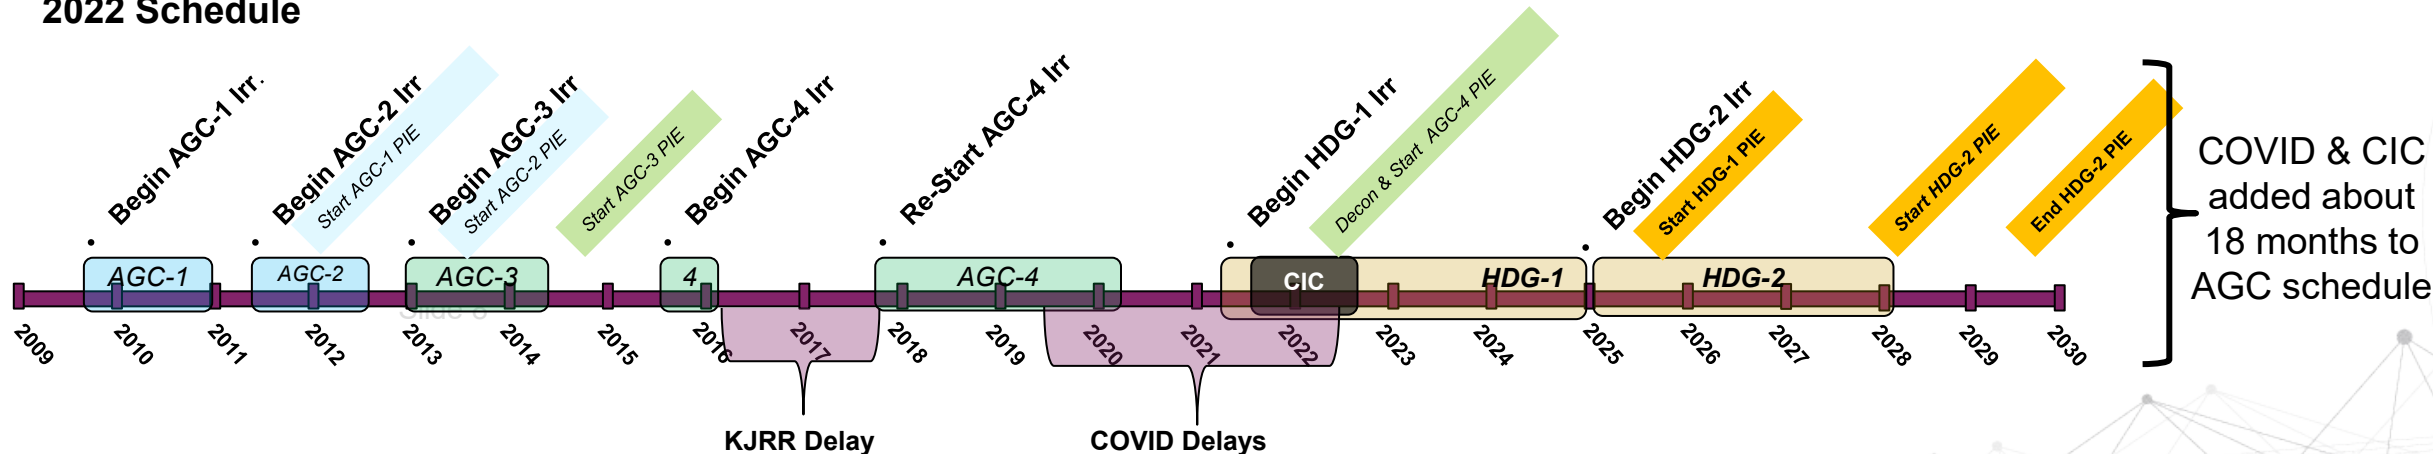 2022 Schedule
Begin AGC-1 Irr.
Begin AGC-2 Irr
Start AGC-1 PIE
Begin AGC-3 Irr
Start AGC-2 PIE
Start AGC-3 PIE
Begin AGC-4 Irr
Re-Start AGC-4 Irr
Begin HDG-1 Irr
Decon & Start AGC-4 PIE
Begin HDG-2 Irr
Start HDG-1 PIE
Start HDG-2 PIE
End HDG-2 PIE
COVID & CIC
added about
18 months to
AGC schedule
AGC-1
AGC-2
AGC-3
4
AGC-4
CIC
HDG-1
HDG-2
Slide 8
2009
2010
2011
2012
2013
2014
2015
2016
2017
2018
2019
2020
2021
2022
2023
2024
2025
2026
2027
2028
2029
2030
KJRR Delay
COVID Delays